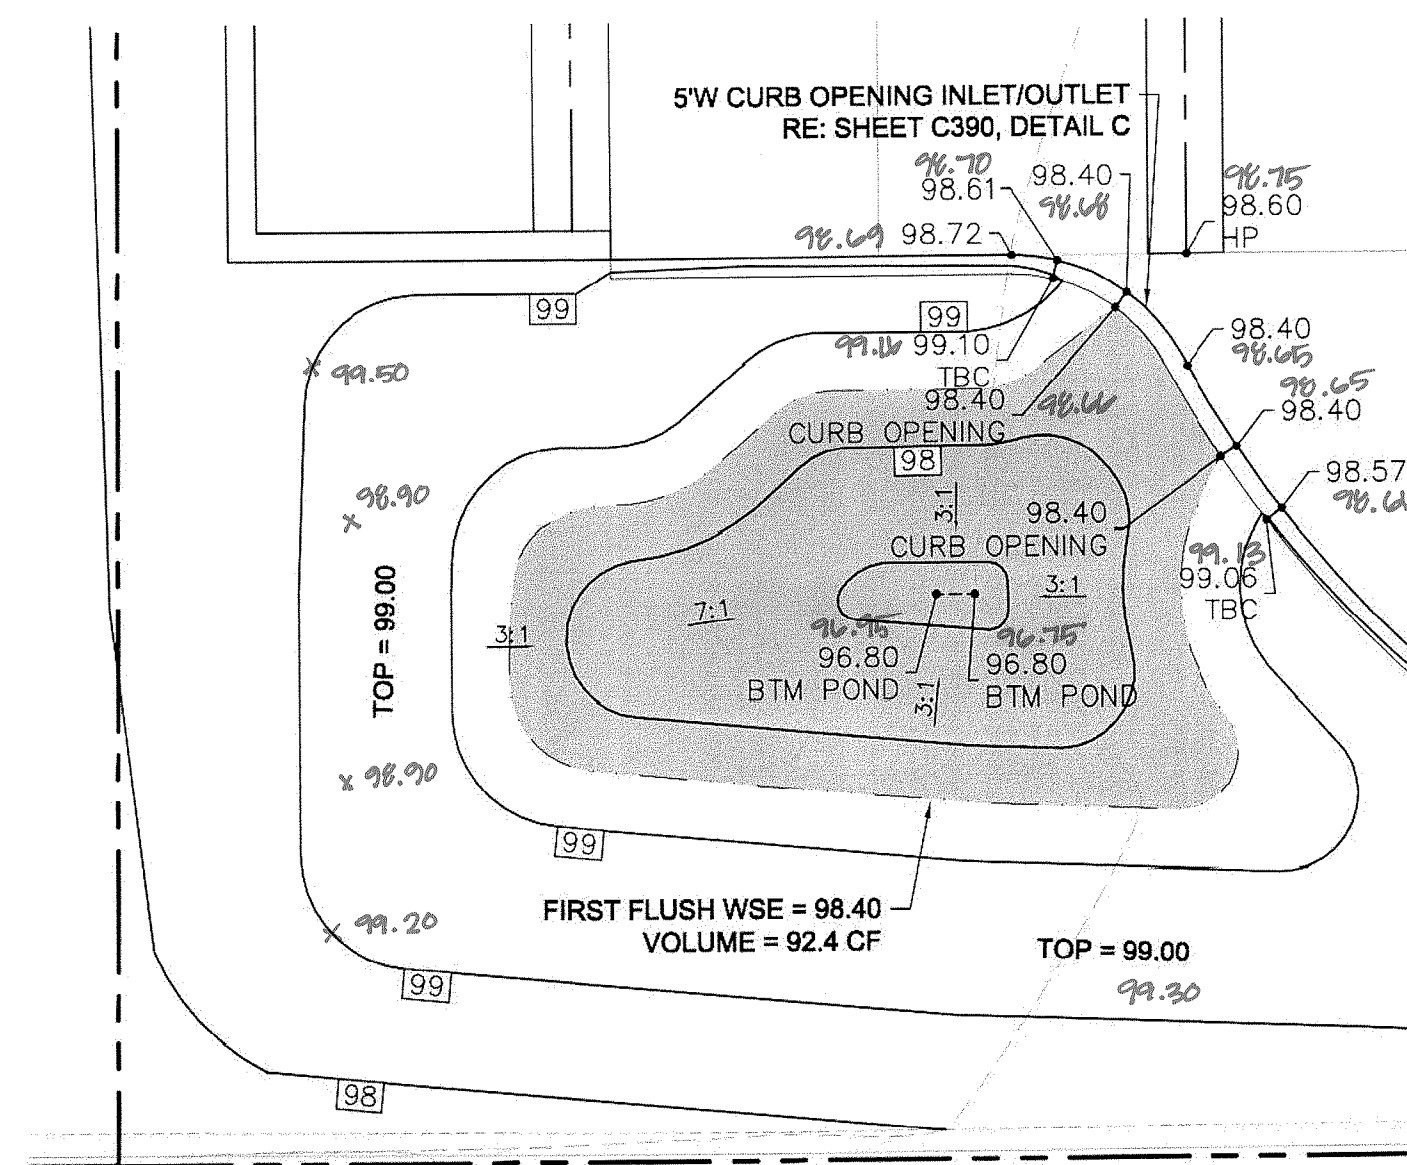 5'W CURB OPENING INLET/OUTLET
RE: SHEET C390, DETAIL C
98.70
98.61
98.40
98.68
98.75
98.60
HP
98.69 98.72
99
99
99.16 99.10
TBC
98.40
98.65
98.65
98.40
99.50
98.40 98.66
CURB OPENING
98
98.57
98.90
3:1
98.40
CURB OPENING
99.13
99.06
TBC
TOP = 99.00
3:1
7:1
3:1
96.95
96.80
BTM POND
96.75
96.80
BTM POND
3:1
98.90
99
FIRST FLUSH WSE = 98.40
VOLUME = 92.4 CF
99.20
TOP = 99.00
99.30
99
98